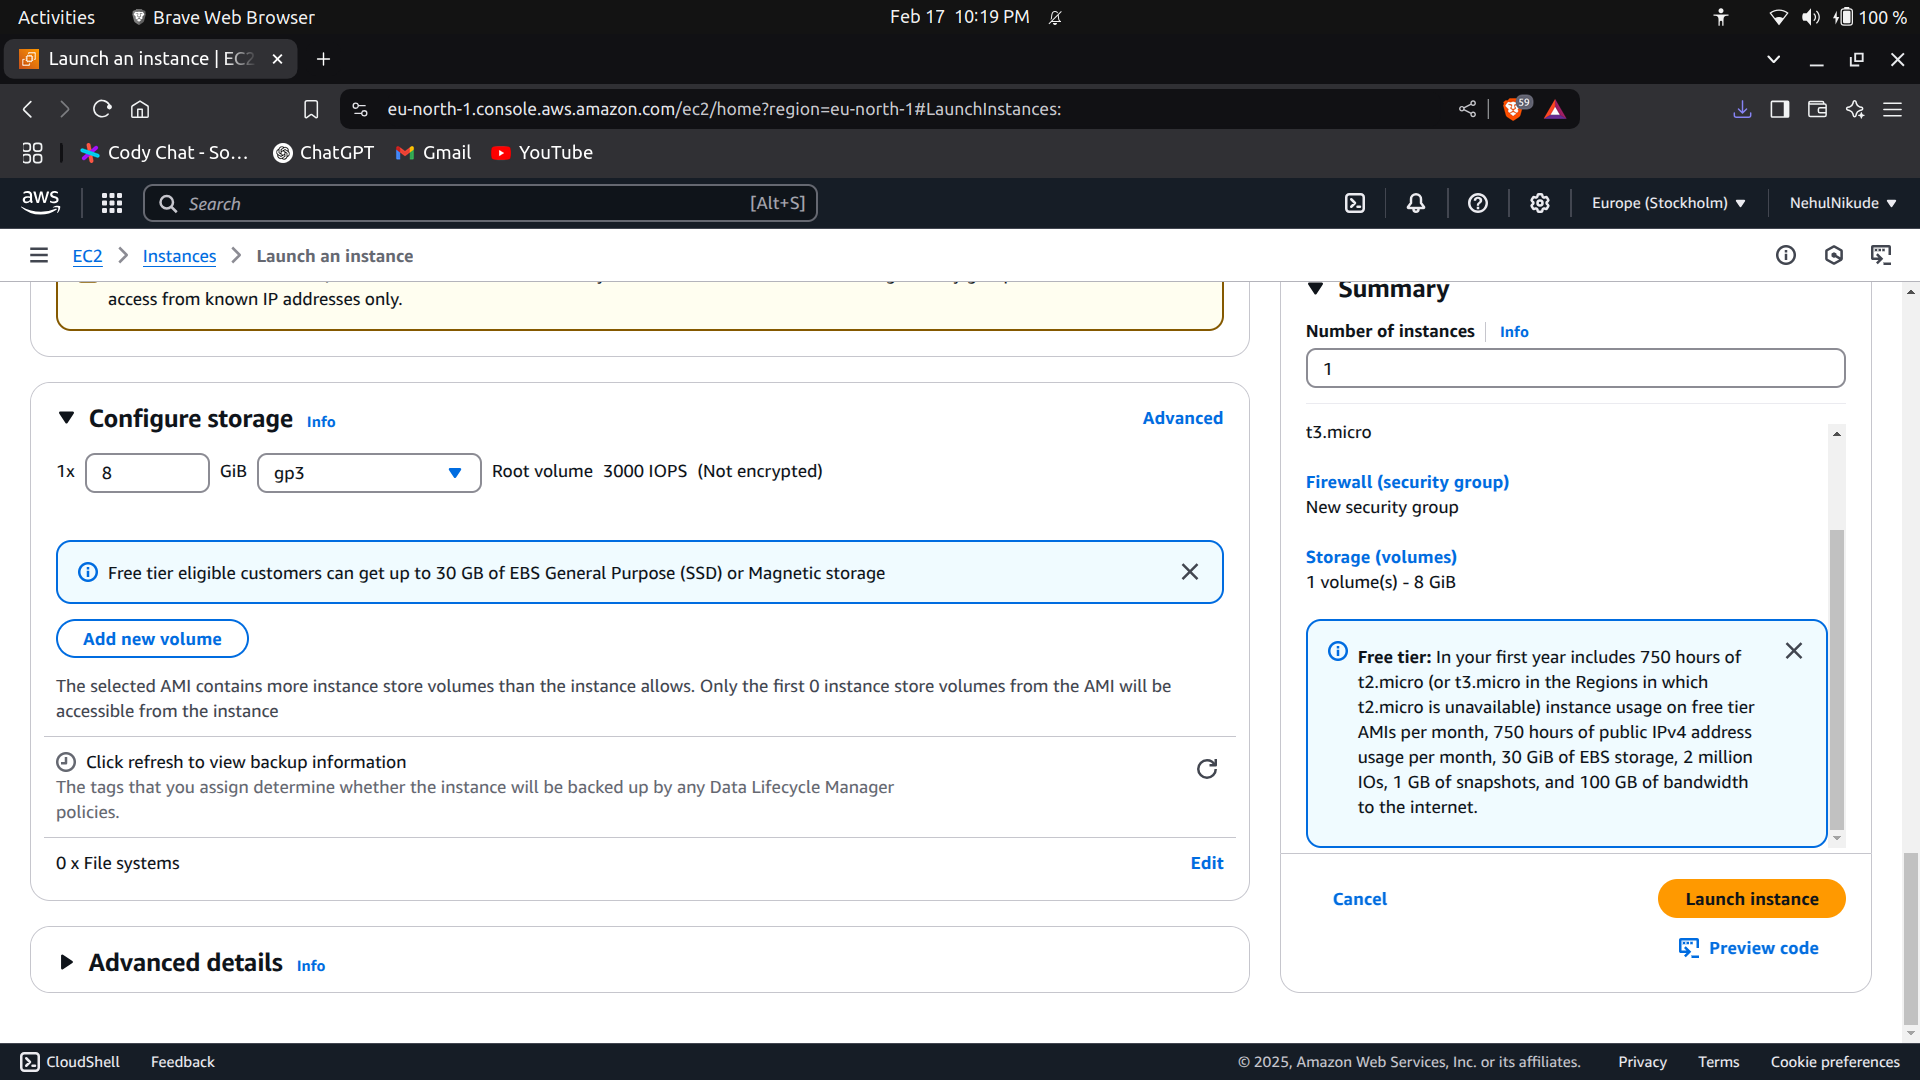 Activities
Brave Web Browser
Feb 17 10:19 PM
100 %
Launch an instance | EC2
eu-north-1.console.aws.amazon.com/ec2/home?region=eu-north-1#LaunchInstances:
59
Cody Chat - So...
ChatGPT
Gmail
YouTube
aws
Search
[Alt+S]
Europe (Stockholm)
NehulNikude
EC2
Instances
Launch an instance
access from known IP addresses only.
Configure storage
Info
Advanced
1x
8
GiB
gp3
Root volume 3000 IOPS (Not encrypted)
Free tier eligible customers can get up to 30 GB of EBS General Purpose (SSD) or Magnetic storage
Add new volume
The selected AMI contains more instance store volumes than the instance allows. Only the first 0 instance store volumes from the AMI will be
accessible from the instance
Click refresh to view backup information
The tags that you assign determine whether the instance will be backed up by any Data Lifecycle Manager
policies.
0 x File systems
Edit
Advanced details
Info
Summary
Number of instances
Info
1
t3.micro
Firewall (security group)
New security group
Storage (volumes)
1 volume(s) - 8 GiB
Free tier: In your first year includes 750 hours of
t2.micro (or t3.micro in the Regions in which
t2.micro is unavailable) instance usage on free tier
AMIs per month, 750 hours of public IPv4 address
usage per month, 30 GiB of EBS storage, 2 million
IOs, 1 GB of snapshots, and 100 GB of bandwidth
to the internet.
Cancel
Launch instance
Preview code
CloudShell
Feedback
© 2025, Amazon Web Services, Inc. or its affiliates.
Privacy
Terms
Cookie preferences